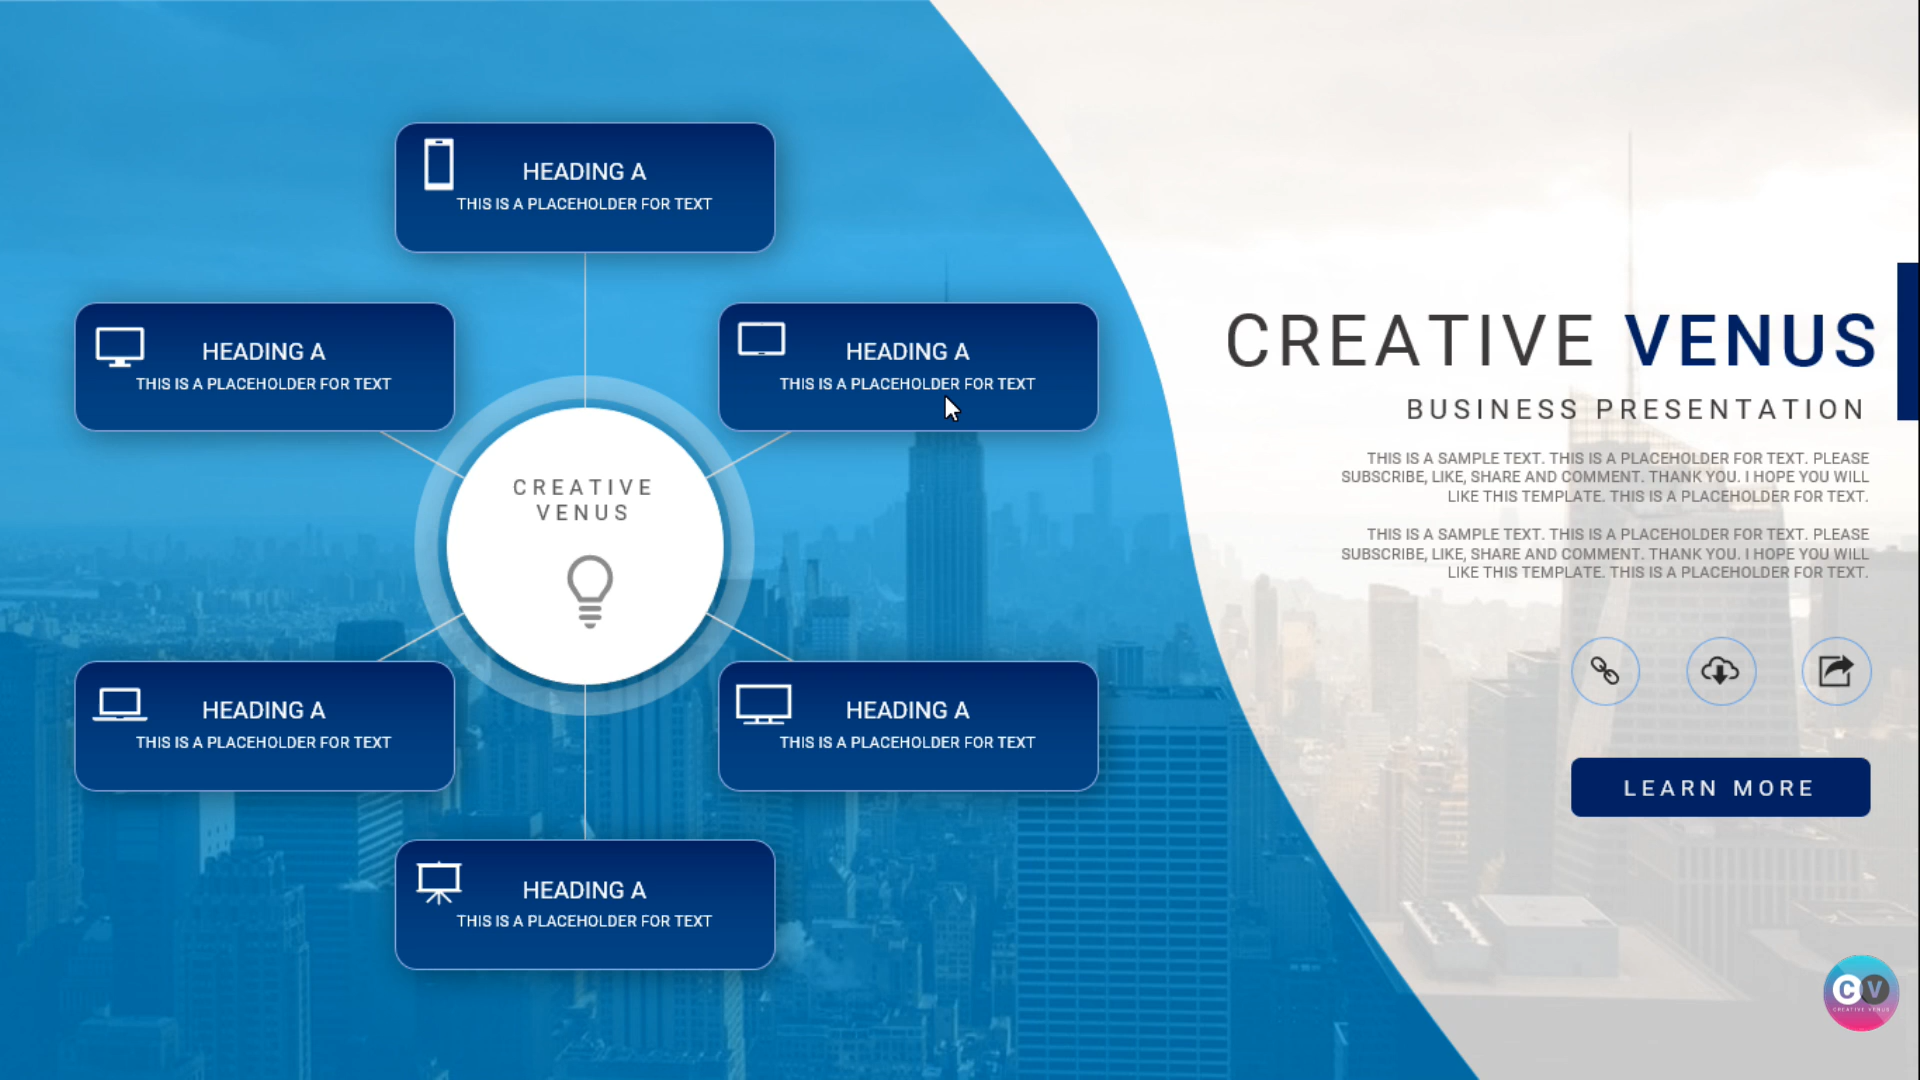 HEADING A
THIS IS A PLACEHOLDER FOR TEXT
HEADING A
THIS IS A PLACEHOLDER FOR TEXT
HEADING A
THIS IS A PLACEHOLDER FOR TEXT
CREATIVE
VENUS
HEADING A
THIS IS A PLACEHOLDER FOR TEXT
HEADING A
THIS IS A PLACEHOLDER FOR TEXT
HEADING A
THIS IS A PLACEHOLDER FOR TEXT
CREATIVE VENUS
BUSINESS PRESENTATION
THIS IS A SAMPLE TEXT. THIS IS A PLACEHOLDER FOR TEXT. PLEASE
SUBSCRIBE, LIKE, SHARE AND COMMENT. THANK YOU. I HOPE YOU WILL
LIKE THIS TEMPLATE. THIS IS A PLACEHOLDER FOR TEXT.
THIS IS A SAMPLE TEXT. THIS IS A PLACEHOLDER FOR TEXT. PLEASE
SUBSCRIBE, LIKE, SHARE AND COMMENT. THANK YOU. I HOPE YOU WILL
LIKE THIS TEMPLATE. THIS IS A PLACEHOLDER FOR TEXT.
LEARN MORE
CV
CREATIVE VENUS